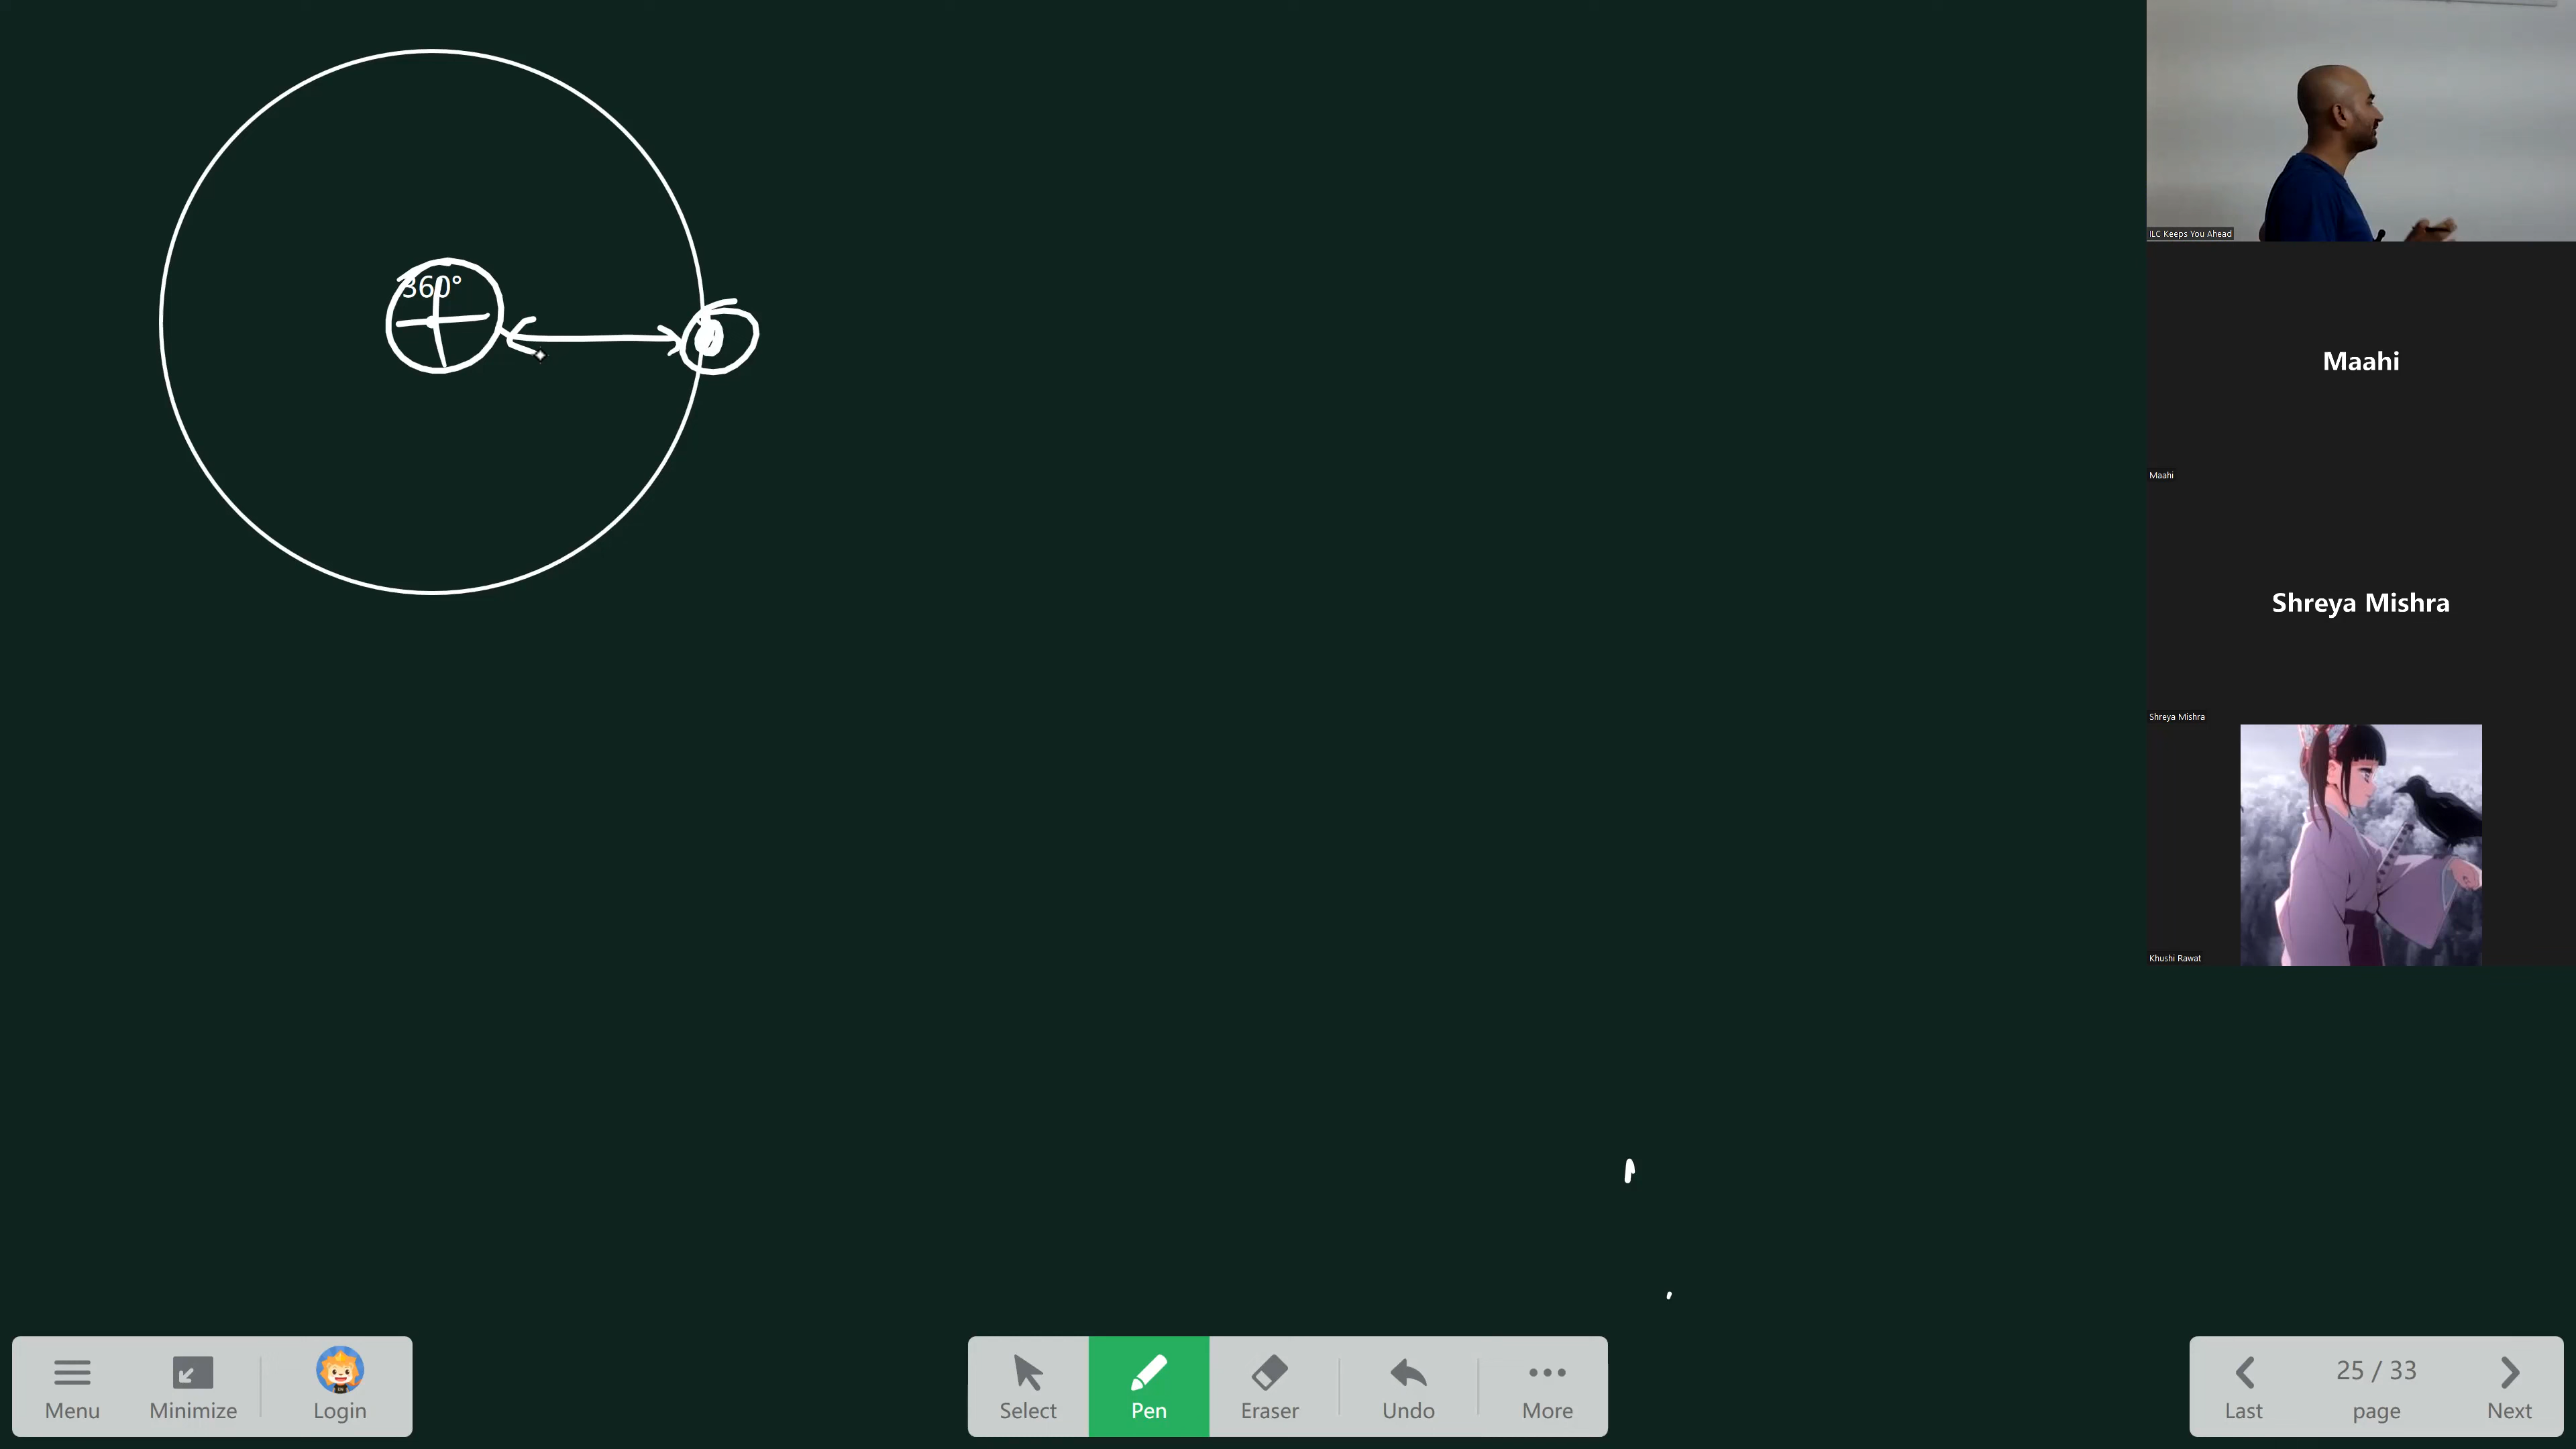 360°
ILC Keeps You Ahead
Maahi
Maahi
Shreya Mishra
Shreya Mishra
Khushi Rawat
Menu
Minimize
Login
Select
Pen
Eraser
Undo
More
Last
25 / 33
page
Next